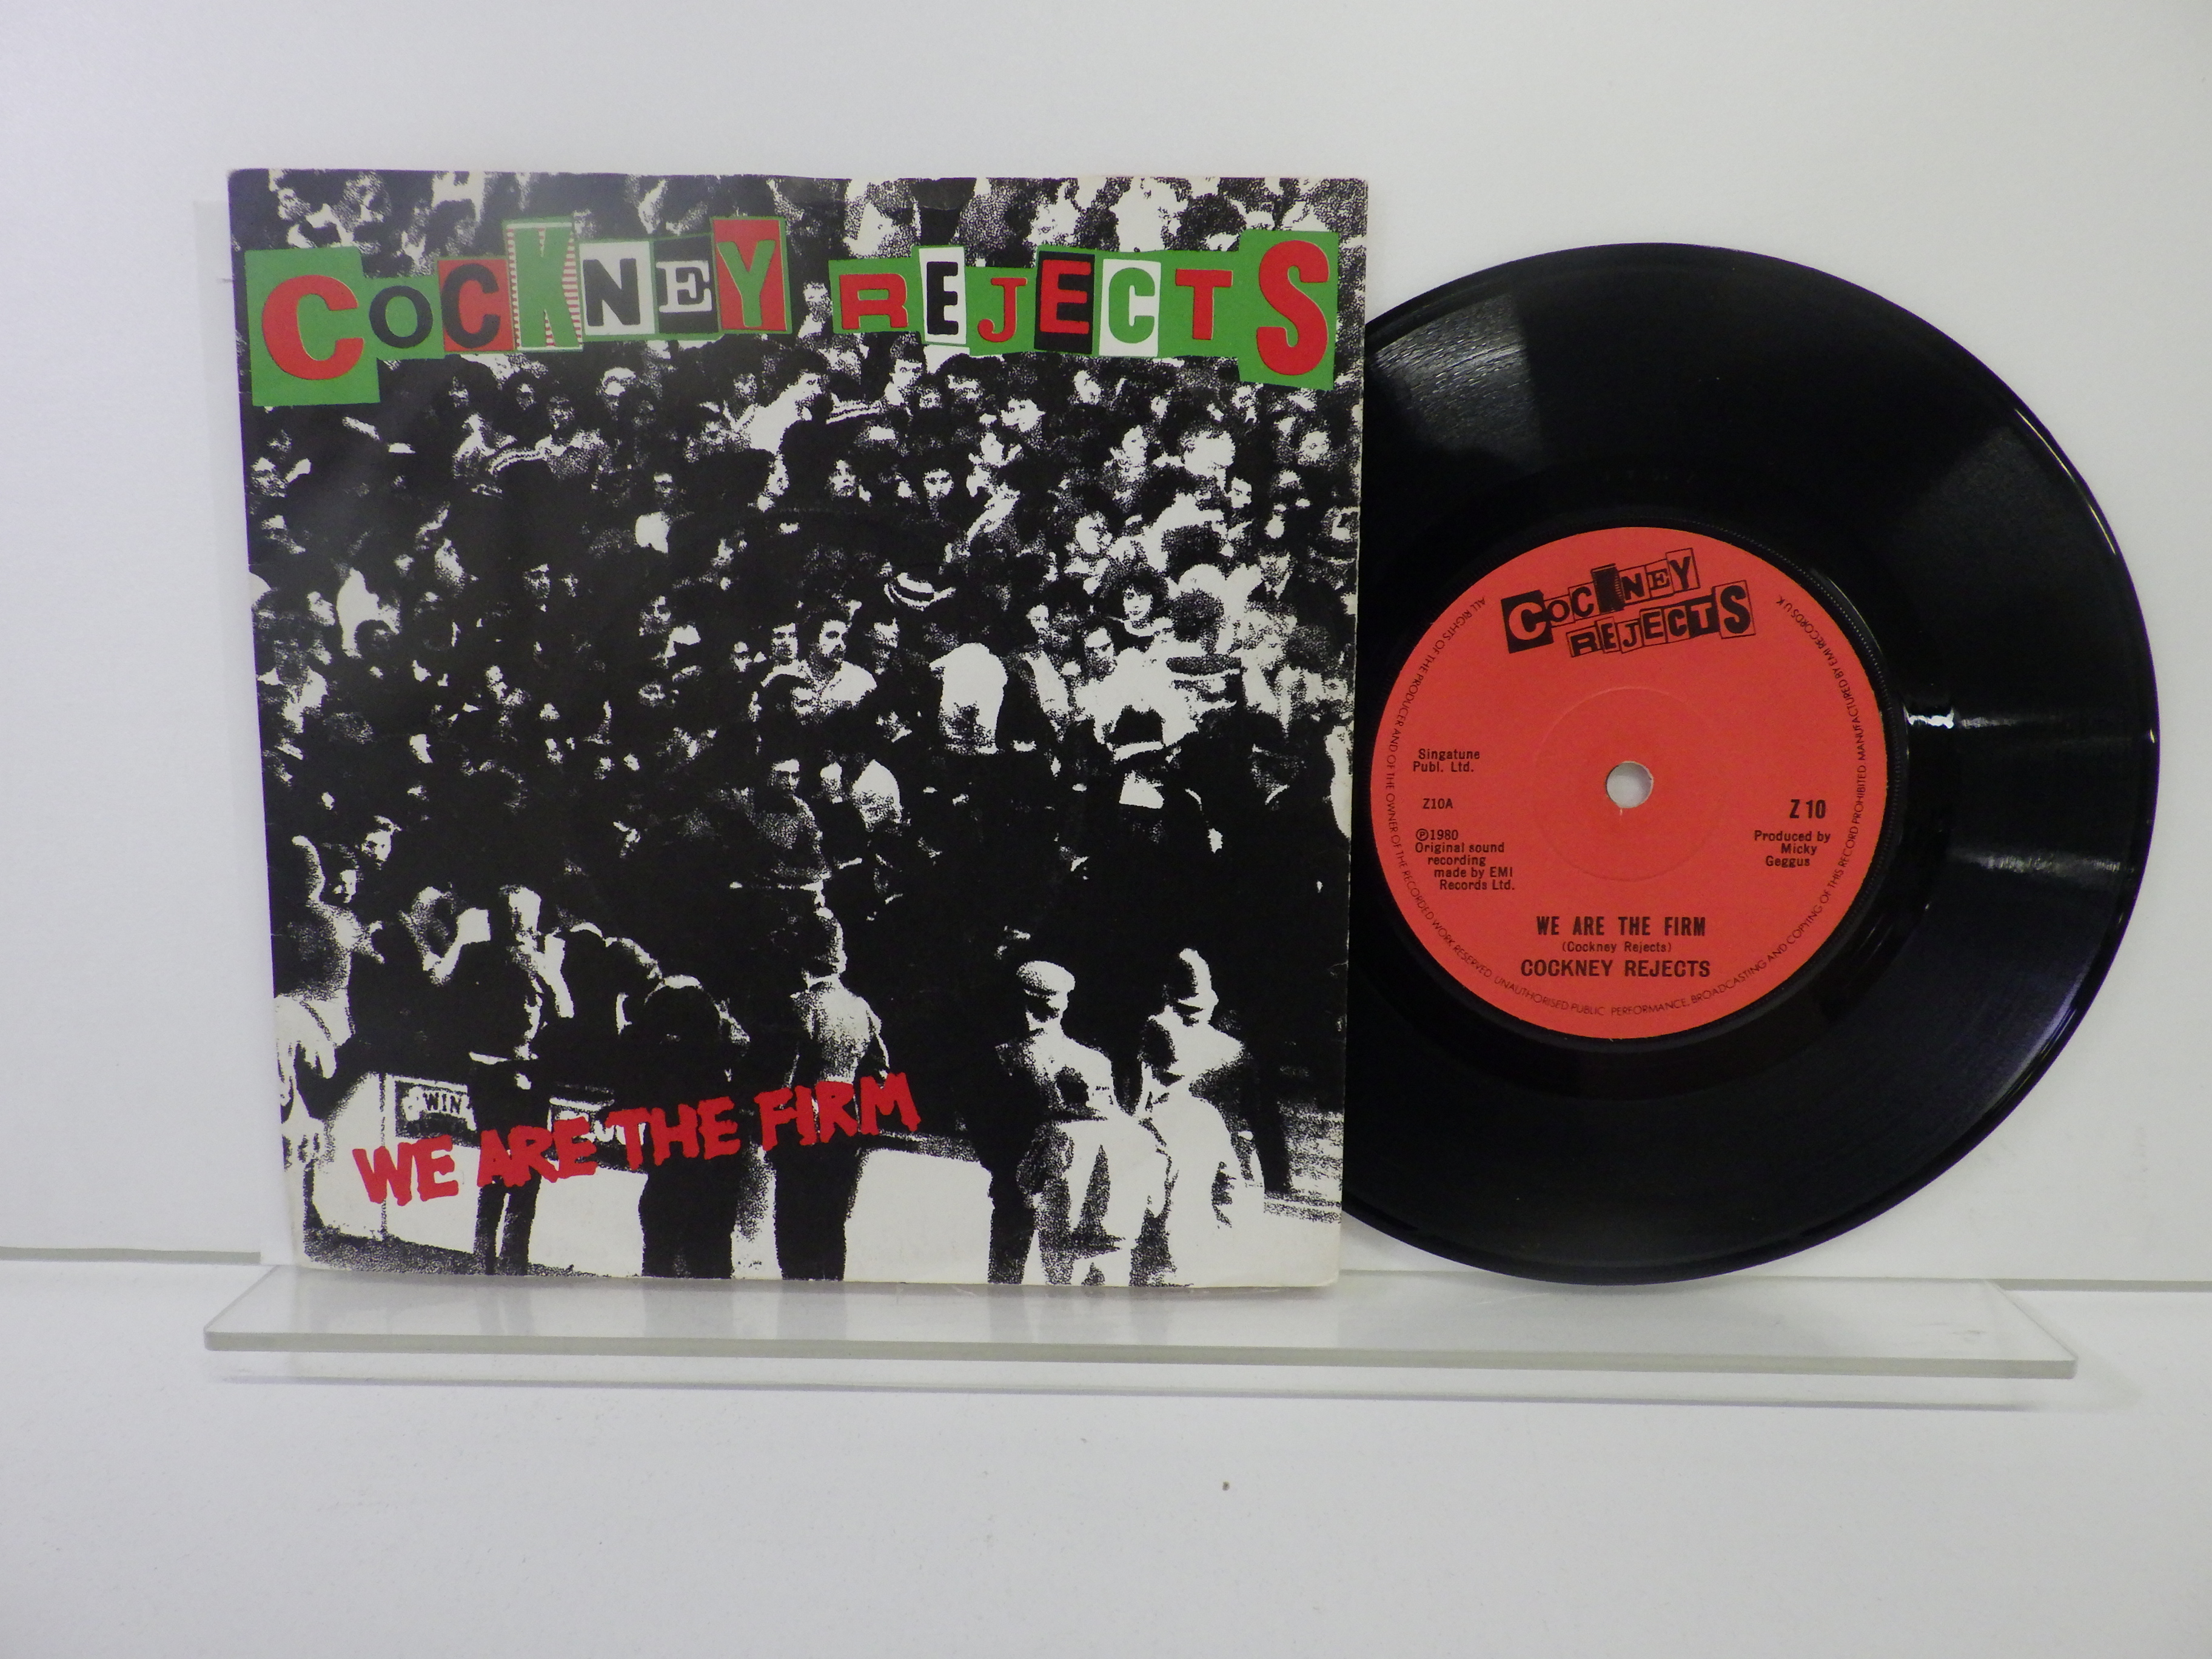 COCKNEY REJECTS
WIN
WE ARE THE FIRM
COCKNEY
REJECTS
ALL RIGHTS OF THE PRODUCER AND OF THE OWNER OF THE RECORDED WORK RESERVED. UNAUTHORISED PUBLIC PERFORMANCE, BROADCASTING AND COPYING OF THIS RECORD PROHIBITED. MANUFACTURED BY EMI RECORDS U.K.
Singatune
Publ. Ltd.
Z10A
℗1980
Original sound
recording
made by EMI
Records Ltd.
Z 10
Produced by
Micky
Geggus
WE ARE THE FIRM
(Cockney Rejects)
COCKNEY REJECTS